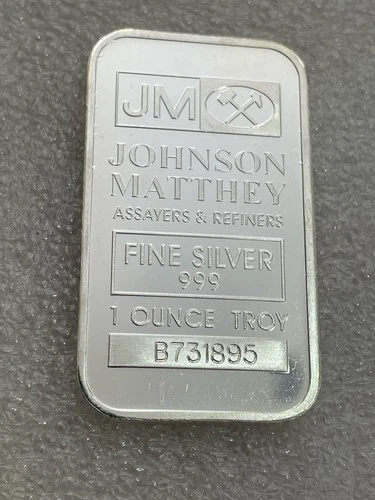 JM
JOHNSON
MATTHEY
ASSAYERS & REFINERS
FINE SILVER
999
1 OUNCE TROY
B731895